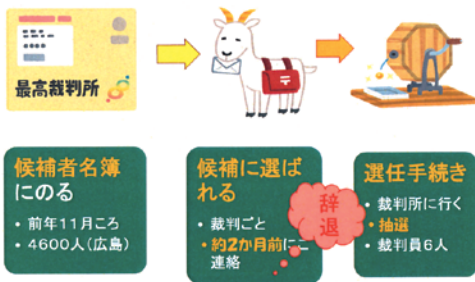 最高裁判所
候補者名簿
にのる
・前年11月ころ
・4600人(広島)
候補に選ば
れる
・裁判ごと
・約2か月前にご
連絡
辞
退
選任手続き
・裁判所に行く
・抽選
・裁判員6人